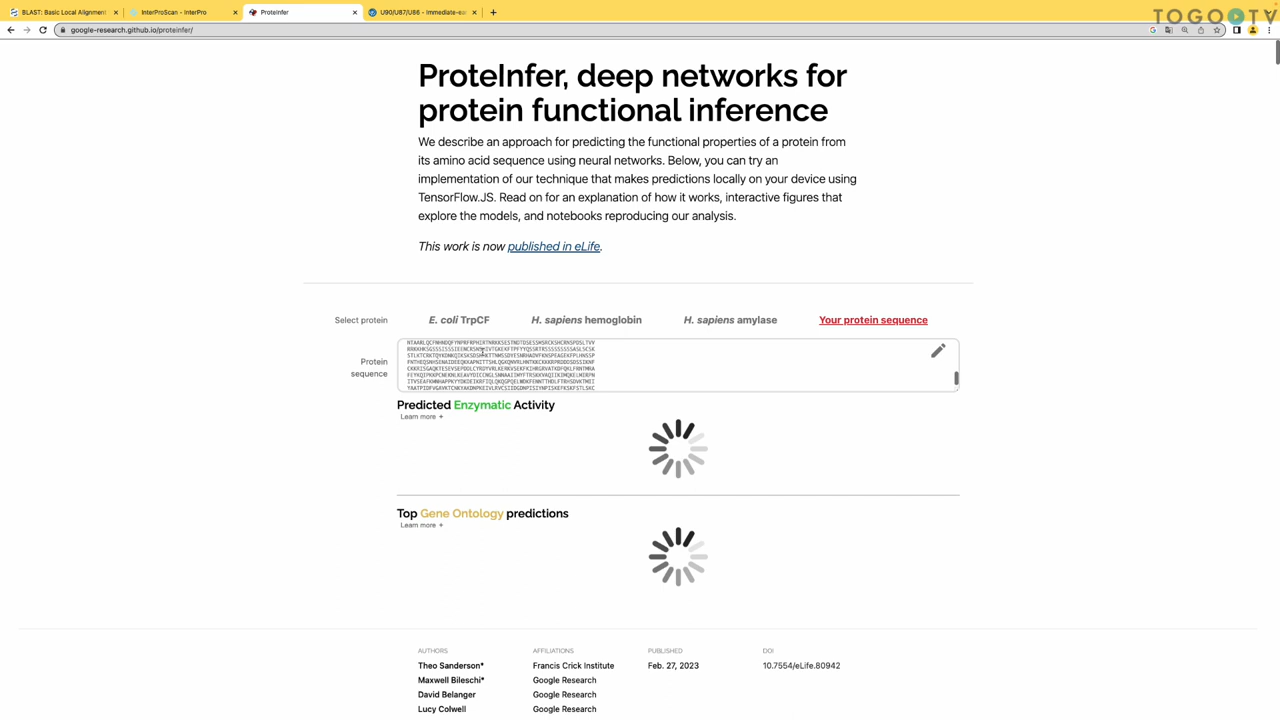 BLAST: Basic Local Alignment
InterProScan - InterPro
ProteInfer
U90/U87/U86 - Immediate-ea
TOGO TV
google-research.github.io/proteinfer/
ProteInfer, deep networks for
protein functional inference
We describe an approach for predicting the functional properties of a protein from
its amino acid sequence using neural networks. Below, you can try an
implementation of our technique that makes predictions locally on your device using
TensorFlow.JS. Read on for an explanation of how it works, interactive figures that
explore the models, and notebooks reproducing our analysis.
This work is now published in eLife.
Select protein
E. coli TrpCF
H. sapiens hemoglobin
H. sapiens amylase
Your protein sequence
Protein
sequence
Predicted Enzymatic Activity
Learn more +
Top Gene Ontology predictions
Learn more +
AUTHORS
AFFILIATIONS
PUBLISHED
DOI
Theo Sanderson*
Francis Crick Institute
Feb. 27, 2023
10.7554/eLife.80942
Maxwell Bileschi*
Google Research
David Belanger
Google Research
Lucy Colwell
Google Research